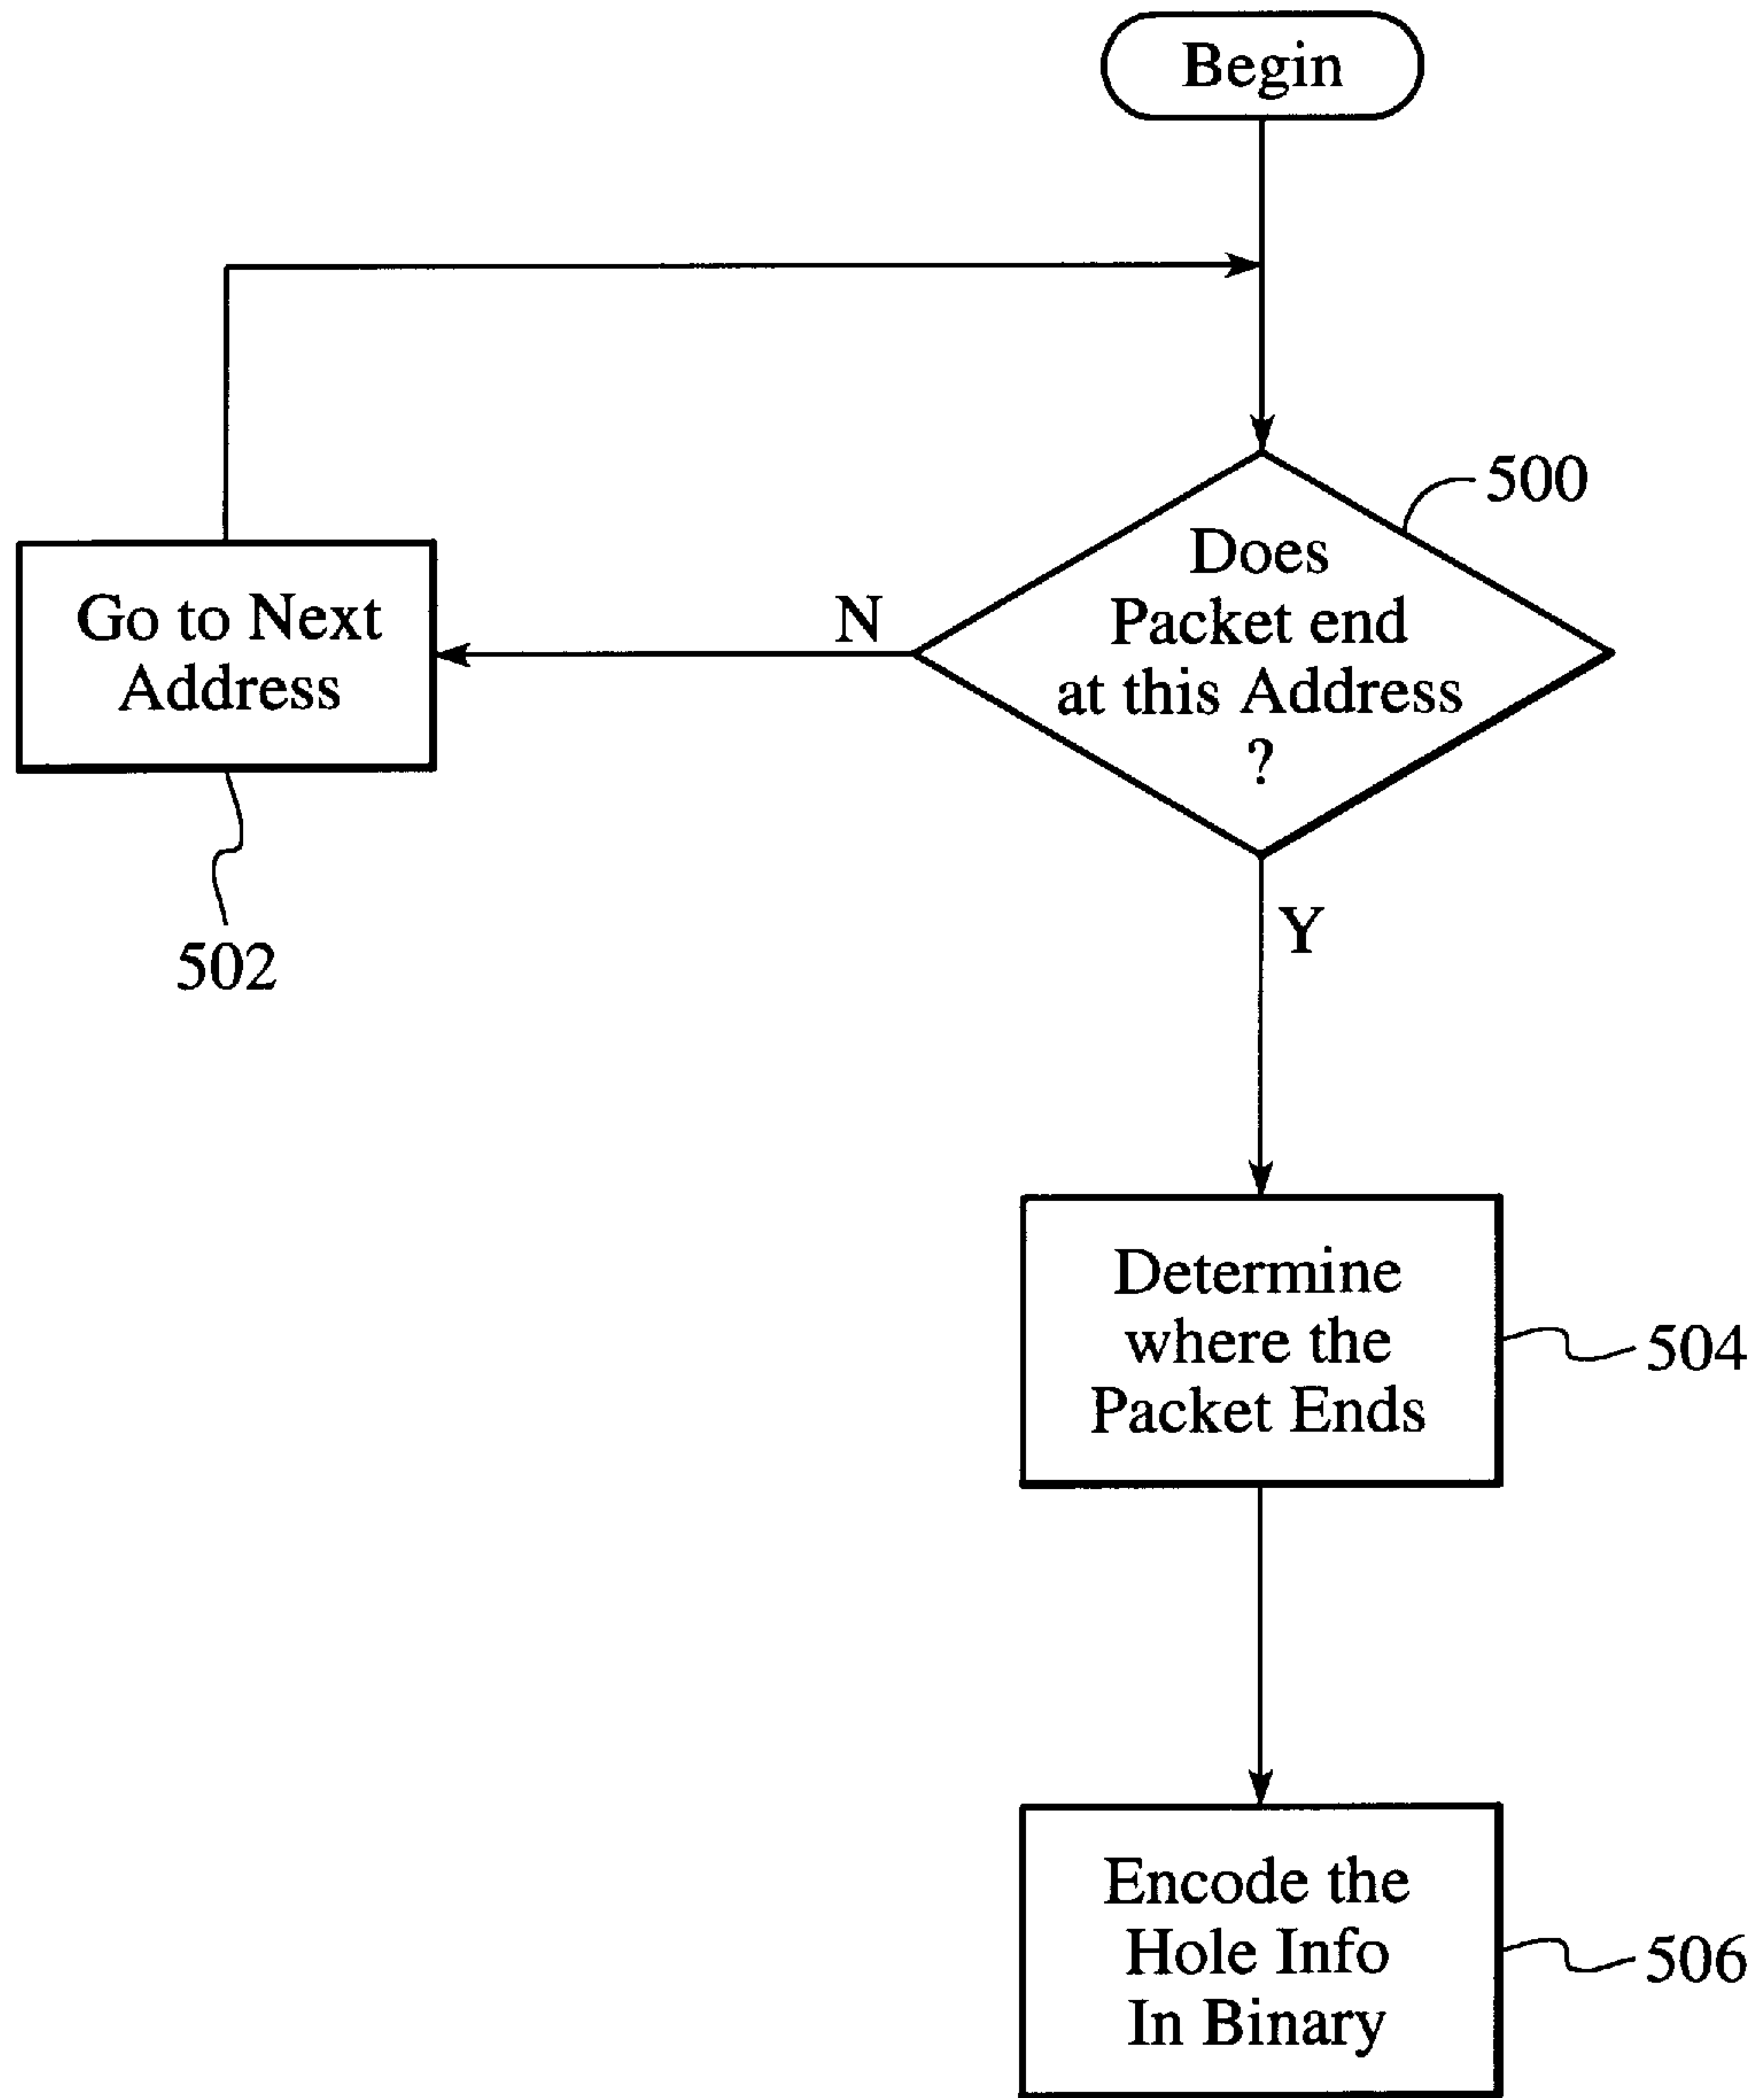 Begin
500
Does
Packet end
at this Address
?
N
Go to Next
Address
502
Y
Determine
where the
Packet Ends
504
Encode the
Hole Info
In Binary
506